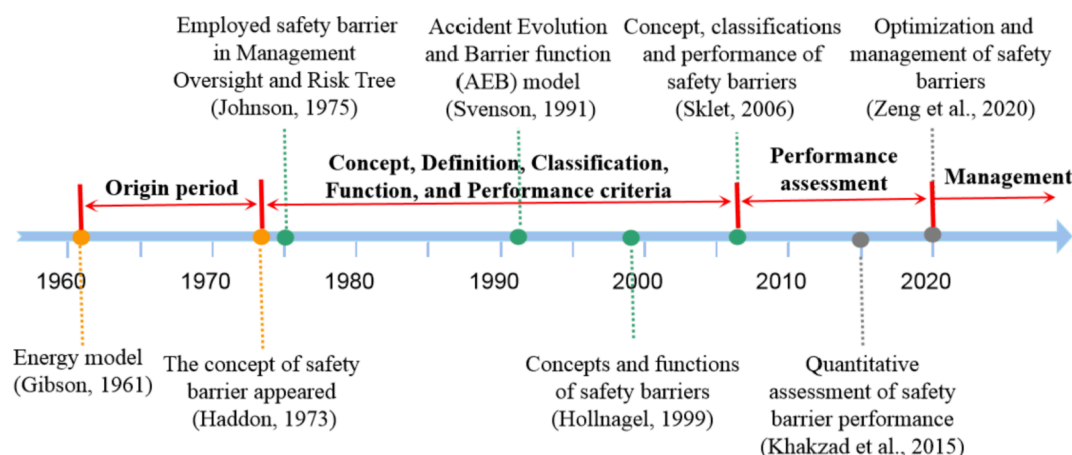 Employed safety barrier
in Management
Oversight and Risk Tree
(Johnson, 1975)
Accident Evolution
and Barrier function
(AEB) model
(Svenson, 1991)
Concept, classifications
and performance of
safety barriers
(Sklet, 2006)
Optimization and
management of safety
barriers
(Zeng et al., 2020)
Origin period
Concept, Definition, Classification,
Function, and Performance criteria
Performance
assessment
Management
1960
1970
1980
1990
2000
2010
2020
Energy model
(Gibson, 1961)
The concept of safety
barrier appeared
(Haddon, 1973)
Concepts and functions
of safety barriers
(Hollnagel, 1999)
Quantitative
assessment of safety
barrier performance
(Khakzad et al., 2015)